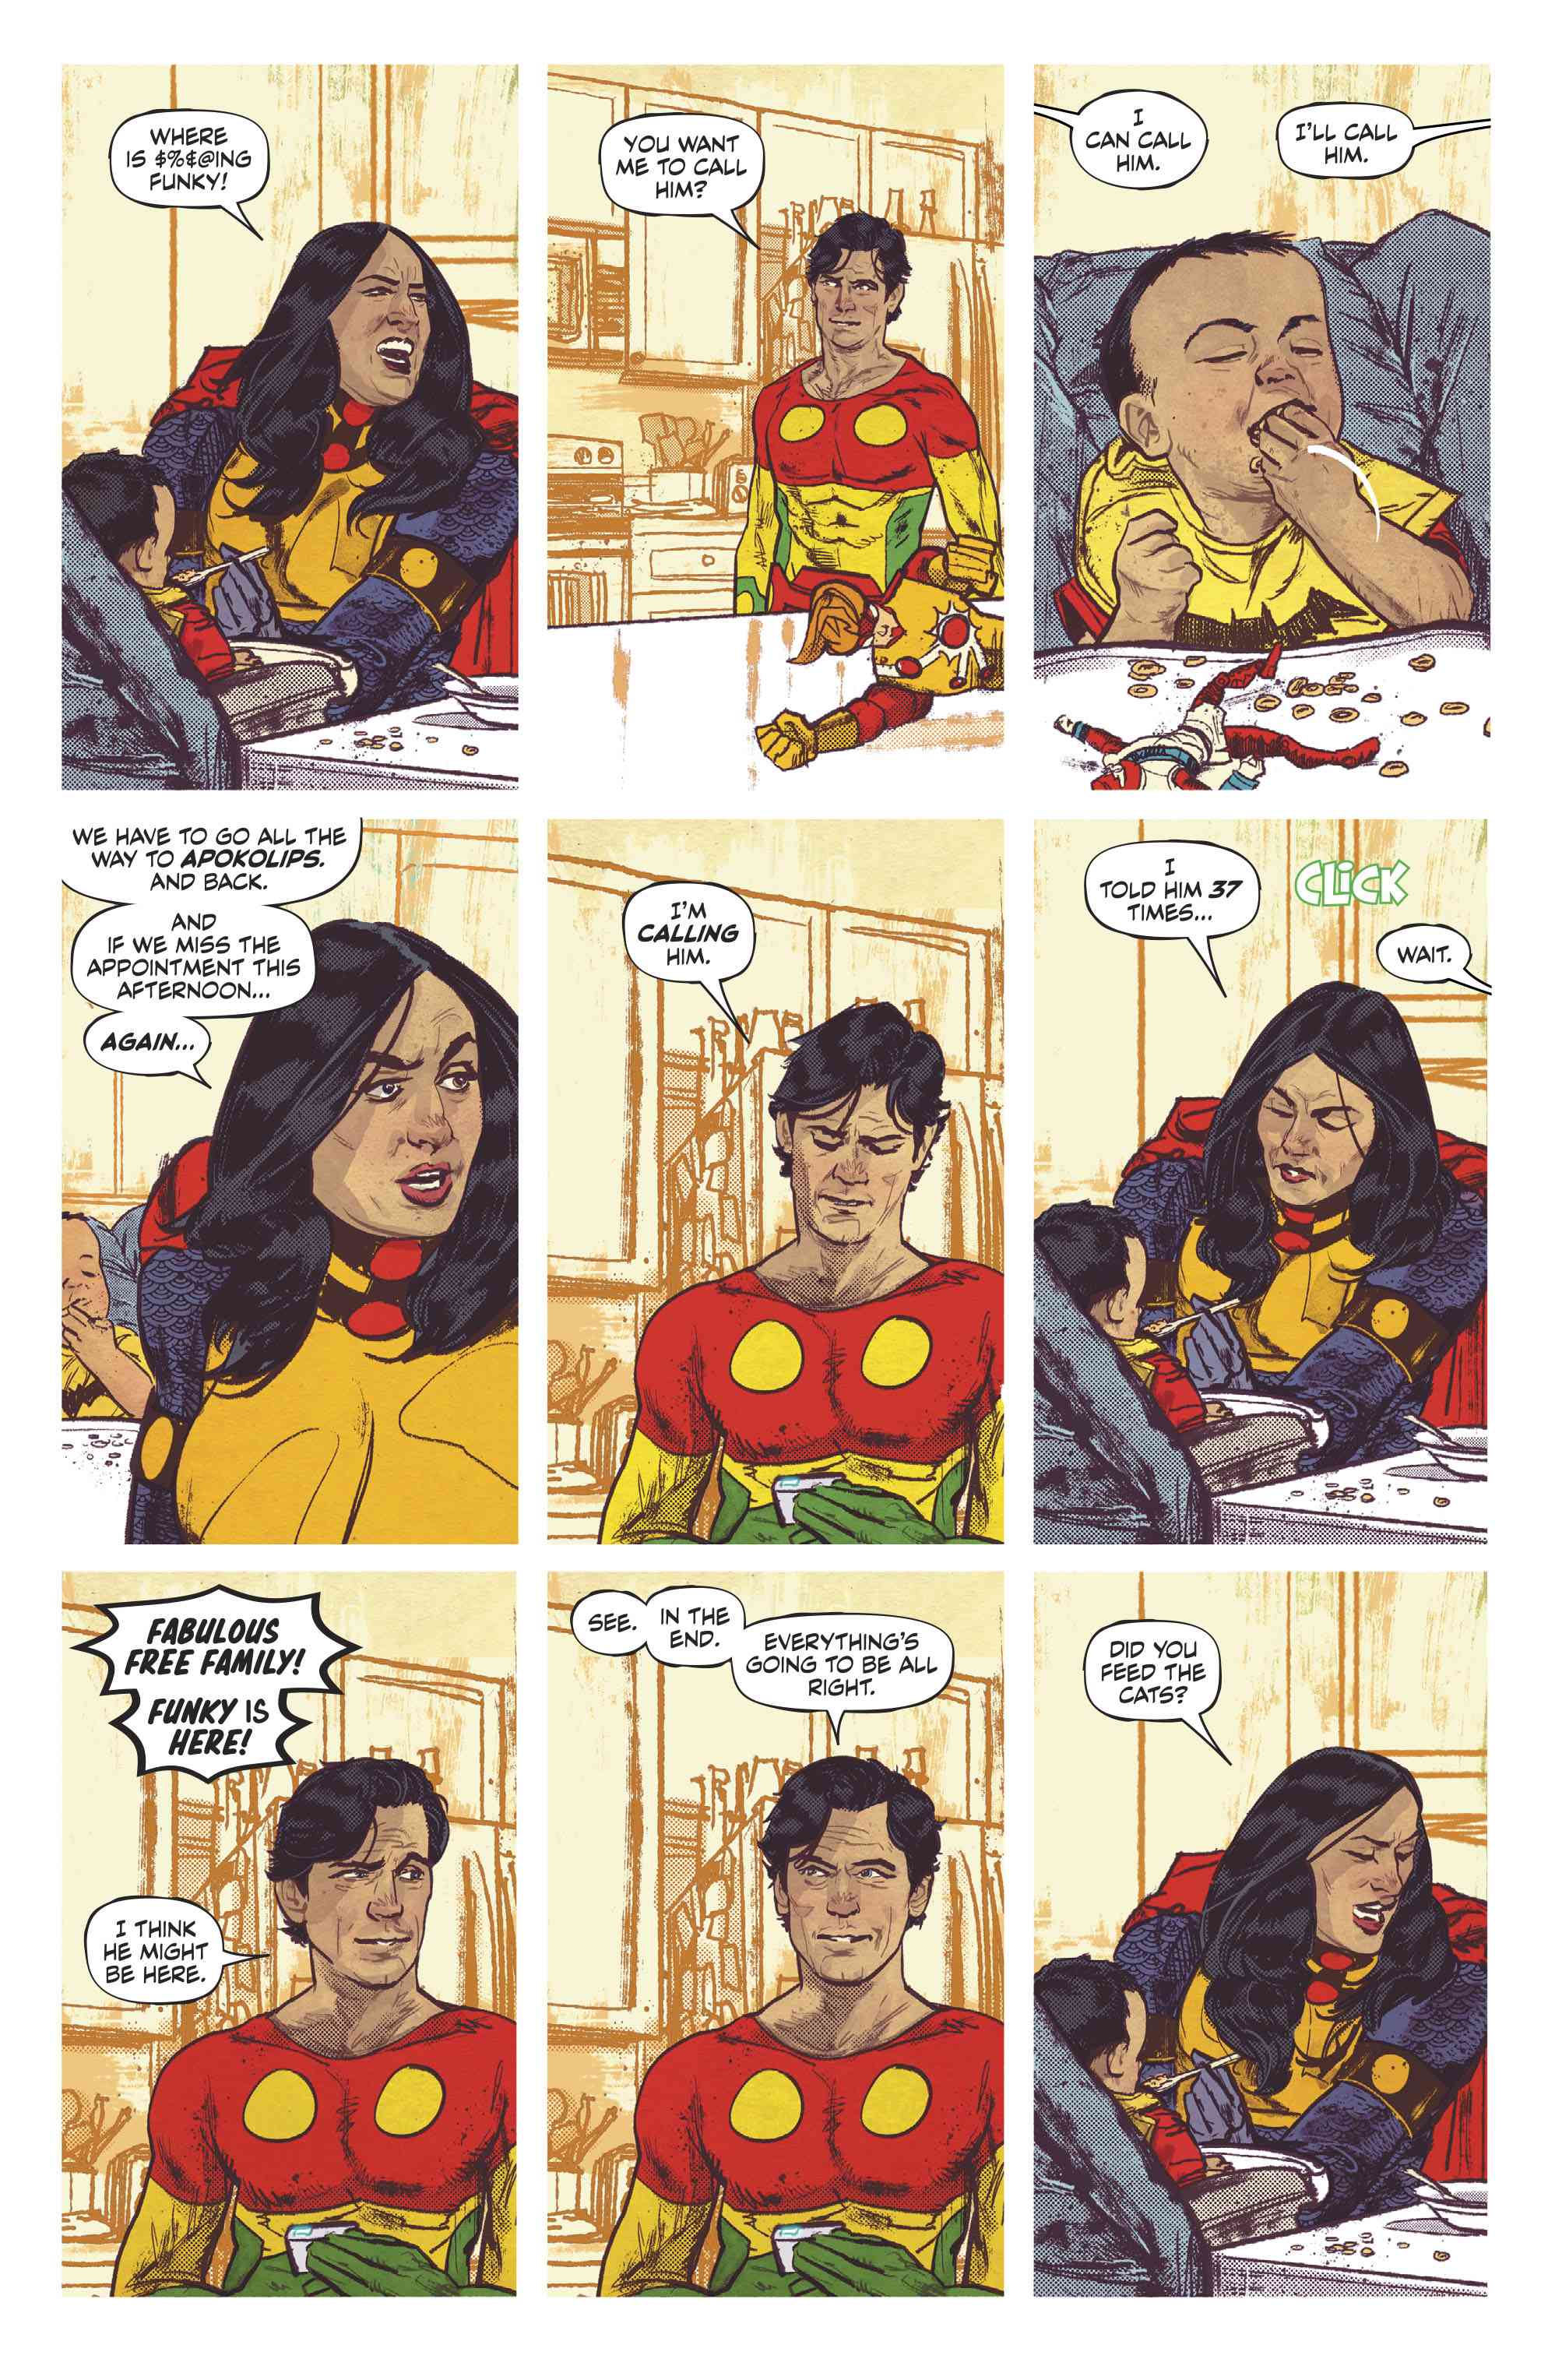 WHERE
IS $%$@ING
FUNKY!
YOU WANT
ME TO CALL
HIM?
I
CAN CALL
HIM.
I'LL CALL
HIM.
WE HAVE TO GO ALL THE
WAY TO APOKOLIPS.
AND BACK.
AND
IF WE MISS THE
APPOINTMENT THIS
AFTERNOON...
AGAIN...
I'M
CALLING
HIM.
I
TOLD HIM 37
TIMES...
CLiCK
WAIT.
FABULOUS
FREE FAMILY!
FUNKY IS
HERE!
I THINK
HE MIGHT
BE HERE.
SEE.
IN THE
END.
EVERYTHING'S
GOING TO BE ALL
RIGHT.
DID YOU
FEED THE
CATS?